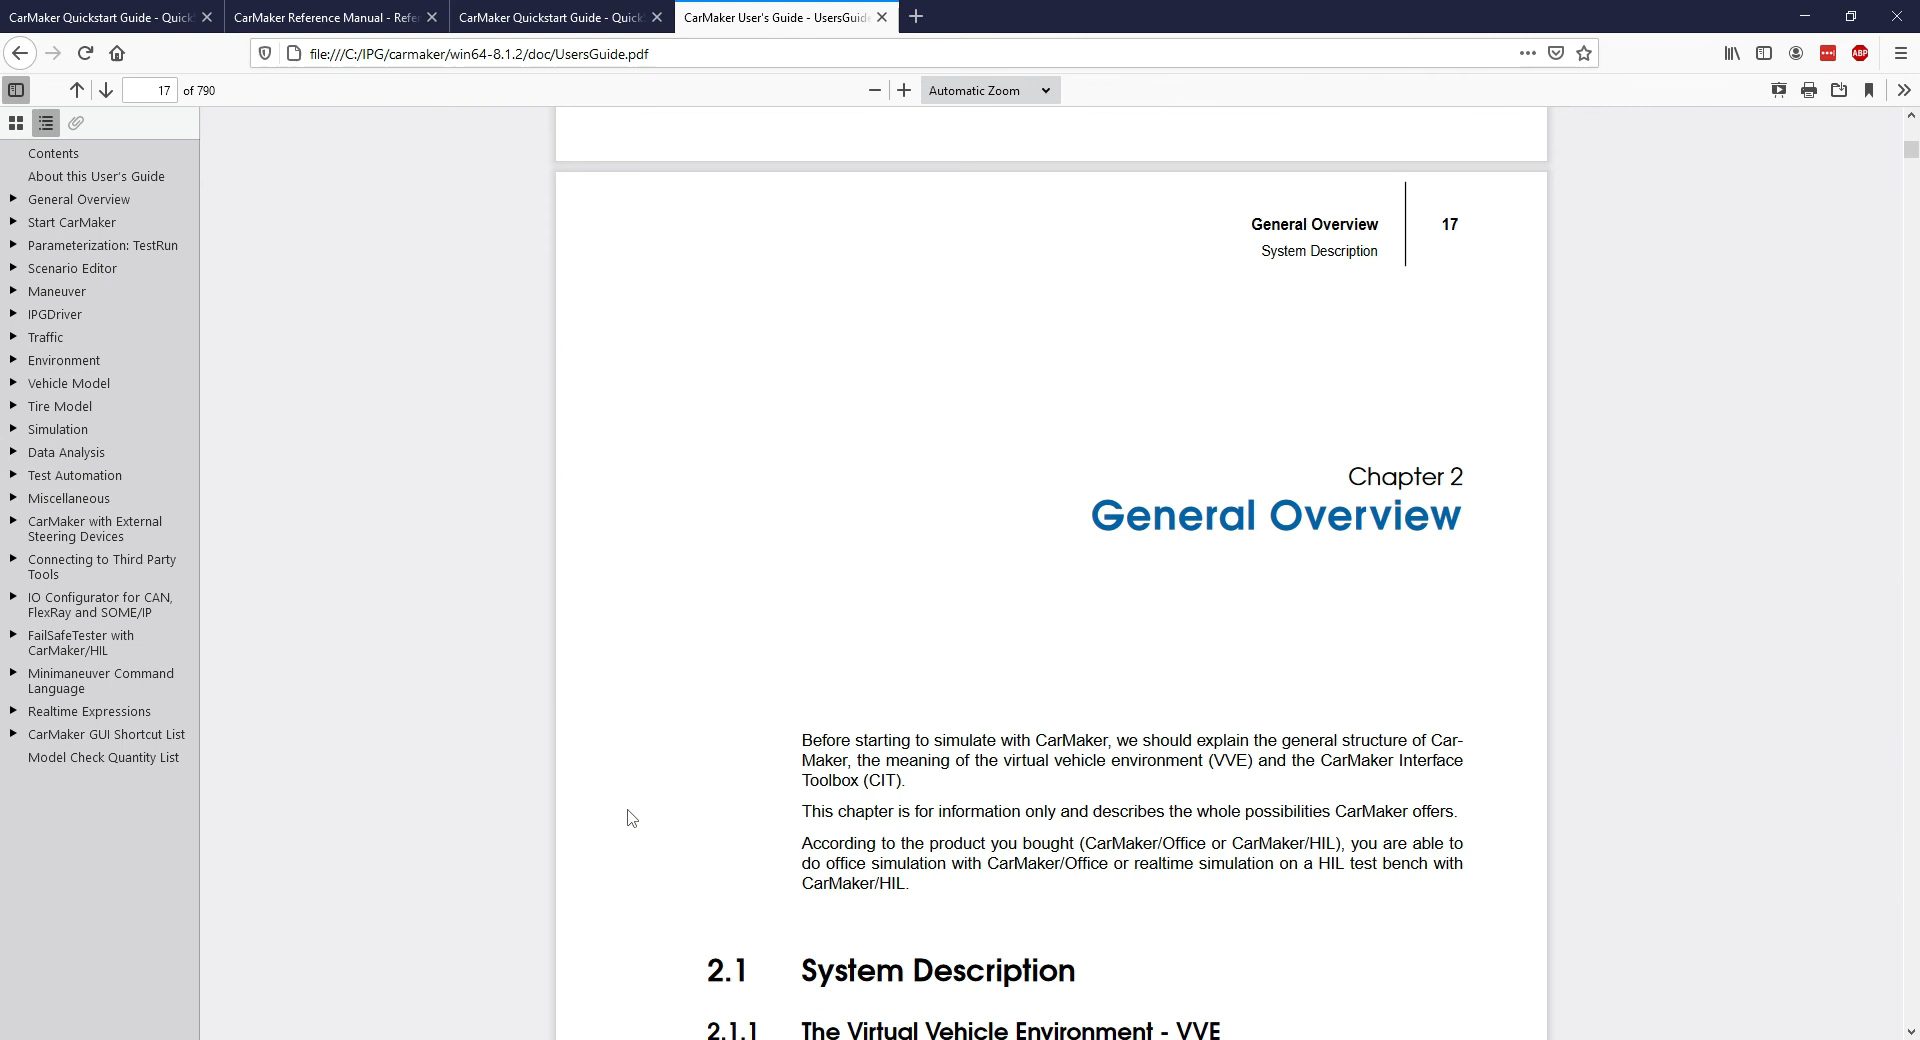 CarMaker Quickstart Guide - Quick
CarMaker Reference Manual - Refe
CarMaker Quickstart Guide - Quick
CarMaker User's Guide - UsersGuide
file:///C:/IPG/carmaker/win64-8.1.2/doc/UsersGuide.pdf
ABP
17 of 790
Automatic Zoom
Contents
About this User's Guide
General Overview
Start CarMaker
Parameterization: TestRun
Scenario Editor
Maneuver
IPGDriver
Traffic
Environment
Vehicle Model
Tire Model
Simulation
Data Analysis
Test Automation
Miscellaneous
CarMaker with External
Steering Devices
Connecting to Third Party
Tools
IO Configurator for CAN,
FlexRay and SOME/IP
FailSafeTester with
CarMaker/HIL
Minimaneuver Command
Language
Realtime Expressions
CarMaker GUI Shortcut List
Model Check Quantity List
General Overview 17
System Description
Chapter 2
General Overview
Before starting to simulate with CarMaker, we should explain the general structure of Car-
Maker, the meaning of the virtual vehicle environment (VVE) and the CarMaker Interface
Toolbox (CIT).
This chapter is for information only and describes the whole possibilities CarMaker offers.
According to the product you bought (CarMaker/Office or CarMaker/HIL), you are able to
do office simulation with CarMaker/Office or realtime simulation on a HIL test bench with
CarMaker/HIL.
2.1 System Description
2.1.1 The Virtual Vehicle Environment - VVE